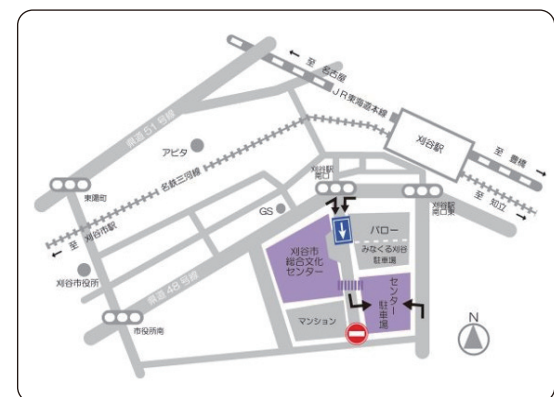 ← 至 名古屋
JR東海道本線
刈谷駅
至 豊橋 →
至 知立 →
県道51号線
アピタ
名鉄三河線
刈谷駅
南口
刈谷駅
南口東
東陽町
← 至 刈谷市駅
GS
バロー
みなくる刈谷
駐車場
刈谷市
総合文化
センター
刈谷市役所
県道48号線
センター
駐車場
市役所南
マンション
N